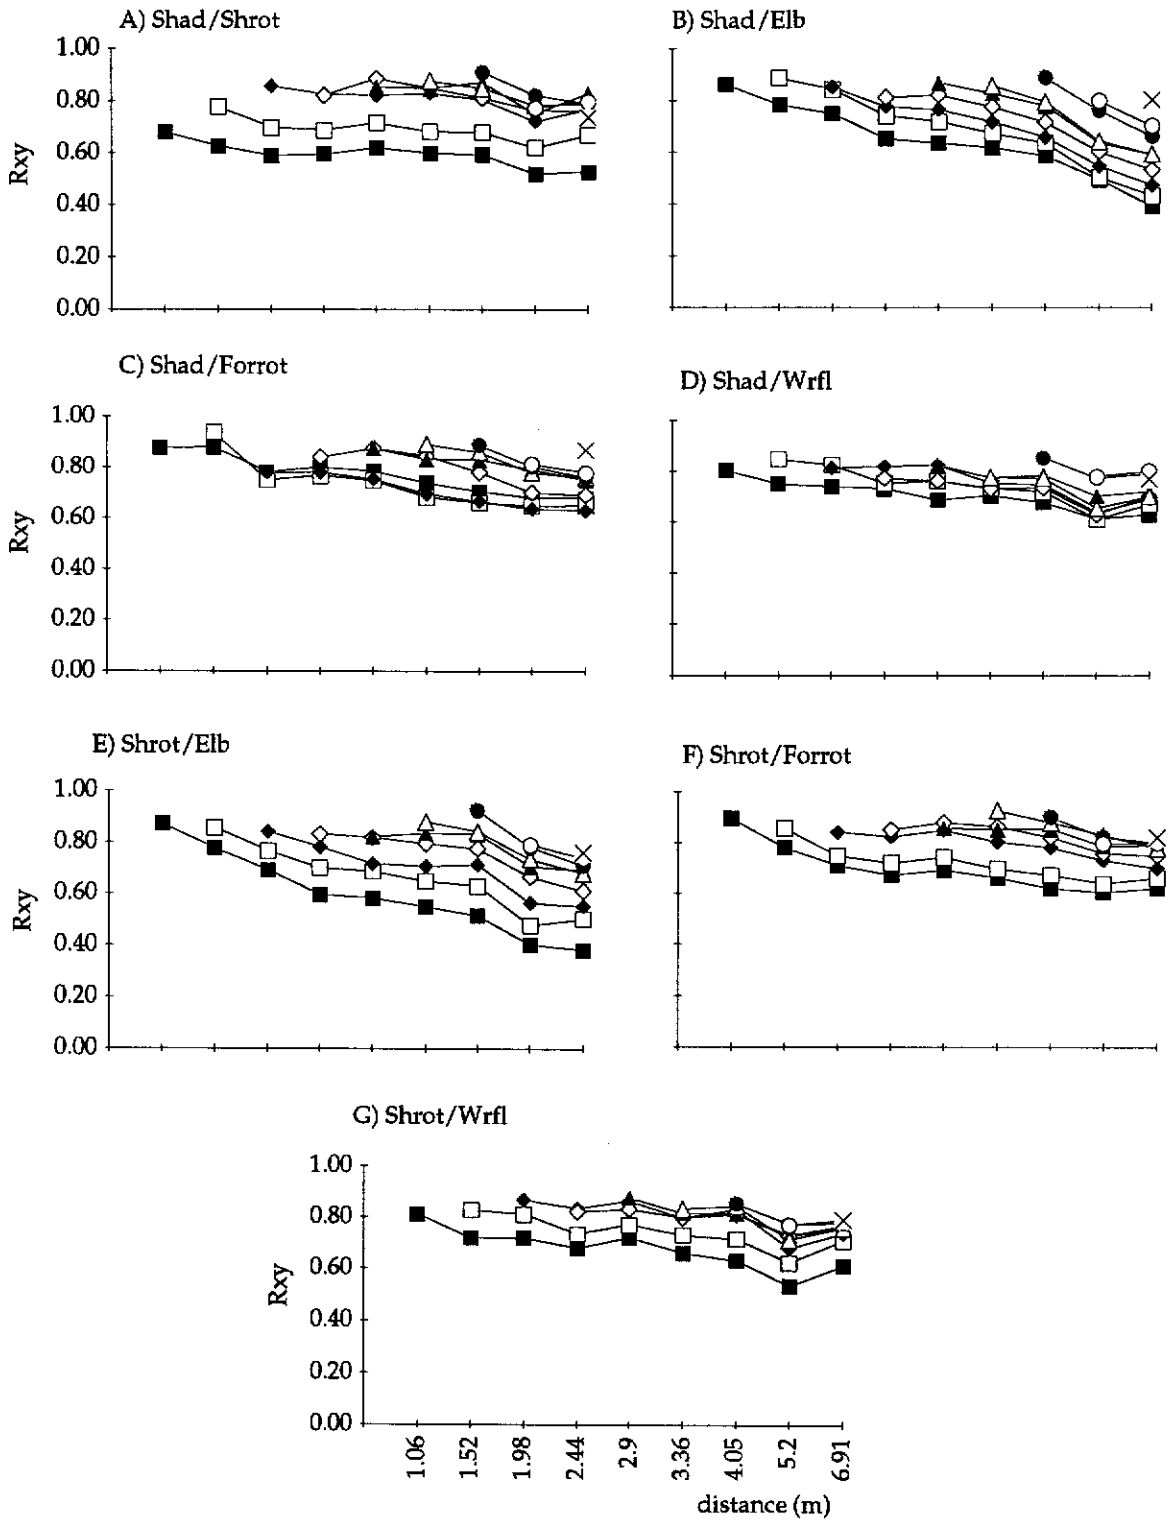 A) Shad/Shrot
B) Shad/Elb
1.00
0.80
0.60
0.40
0.20
0.00
Rxy
C) Shad/Forrot
D) Shad/Wrfl
1.00
0.80
0.60
0.40
0.20
0.00
Rxy
E) Shrot/Elb
F) Shrot/Forrot
1.00
0.80
0.60
0.40
0.20
0.00
Rxy
G) Shrot/Wrfl
1.00
0.80
0.60
0.40
0.20
0.00
Rxy
1.06 1.52 1.98 2.44 2.9 3.36 4.05 5.2 6.91
distance (m)